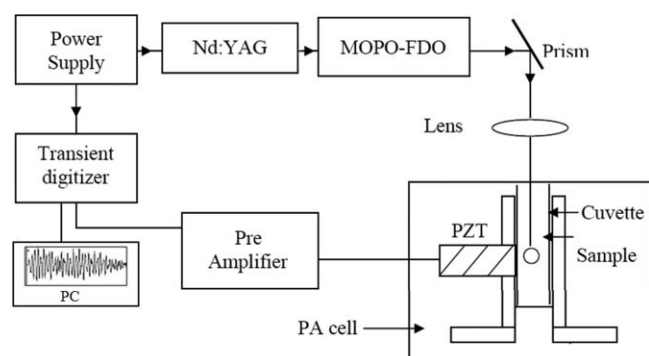 Power
Supply
Nd:YAG
MOPO-FDO
Prism
Lens
Transient
digitizer
Pre
Amplifier
PZT
Cuvette
Sample
PC
PA cell